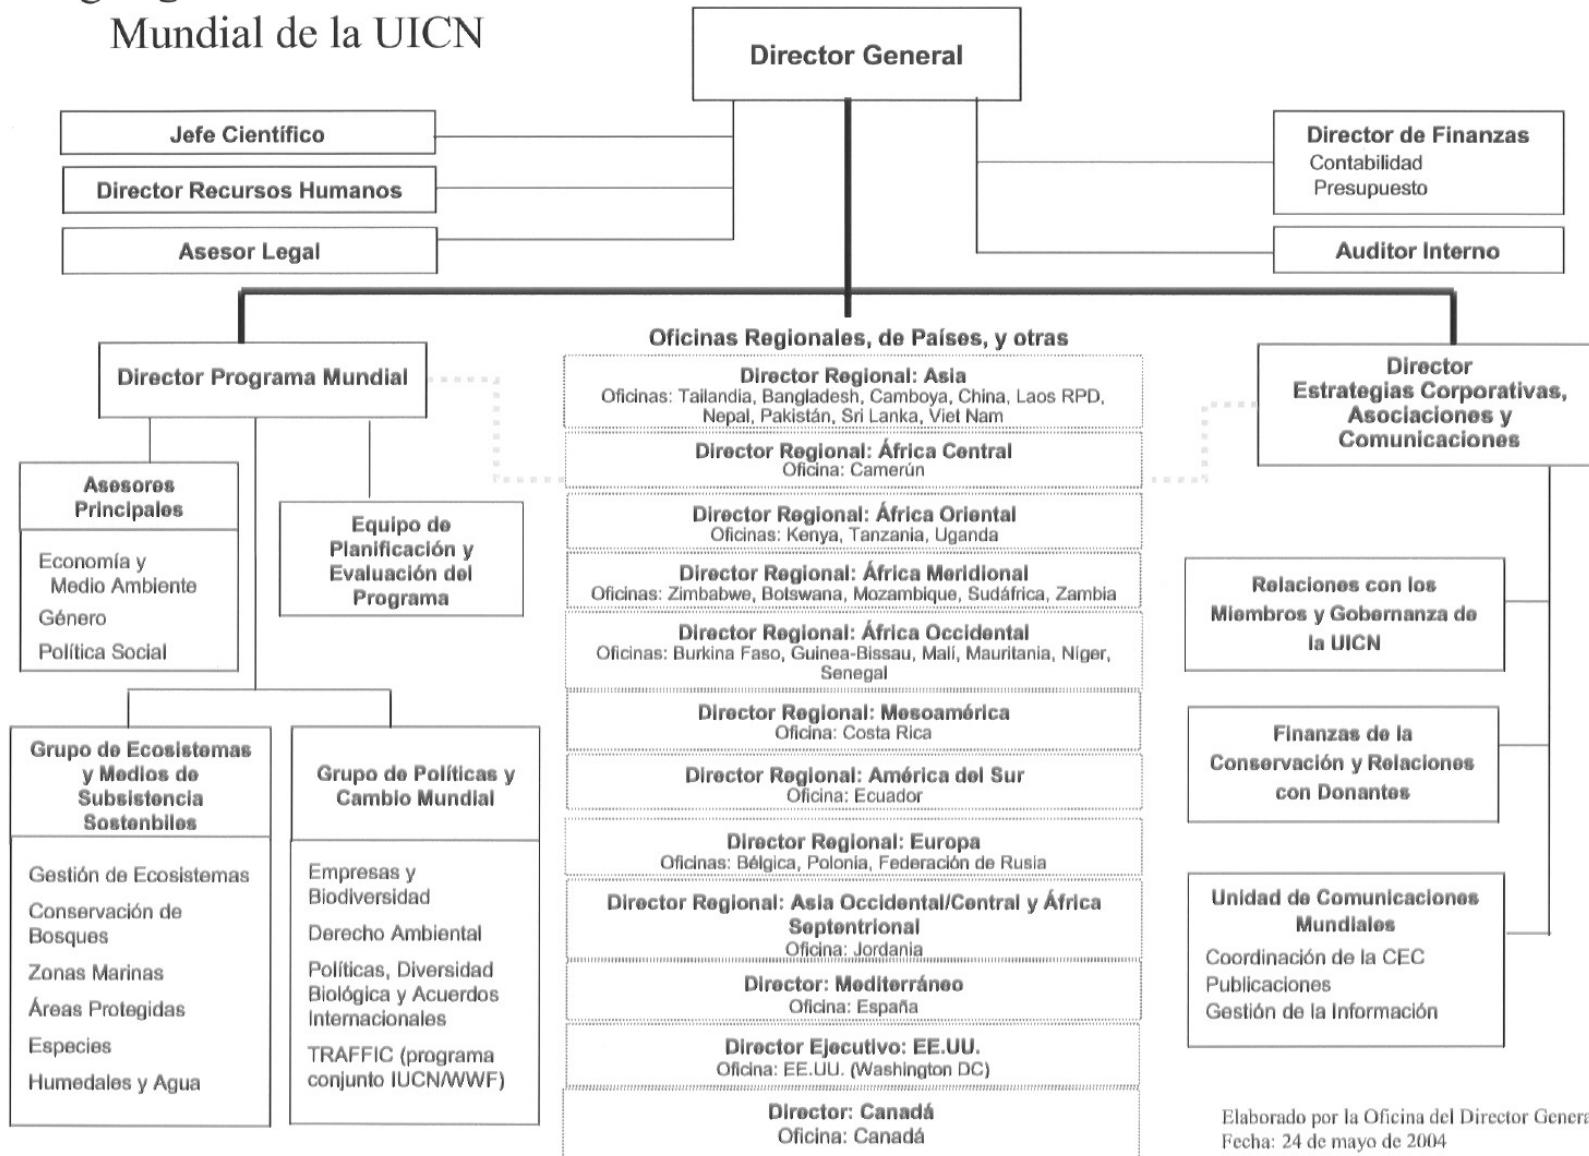 Mundial de la UICN
Director General
Jefe Científico
Director Recursos Humanos
Asesor Legal
Director de Finanzas
Contabilidad
Presupuesto
Auditor Interno
Director Programa Mundial
Asesores
Principales
Economía y
Medio Ambiente
Género
Política Social
Equipo de
Planificación y
Evaluación del
Programa
Grupo de Ecosistemas
y Medios de
Subsistencia
Sostenbiles
Gestión de Ecosistemas
Conservación de
Bosques
Zonas Marinas
Áreas Protegidas
Especies
Humedales y Agua
Grupo de Políticas y
Cambio Mundial
Empresas y
Biodiversidad
Derecho Ambiental
Políticas, Diversidad
Biológica y Acuerdos
Internacionales
TRAFFIC (programa
conjunto IUCN/WWF)
Oficinas Regionales, de Países, y otras
Director Regional: Asia
Oficinas: Tailandia, Bangladesh, Camboya, China, Laos RPD,
Nepal, Pakistán, Sri Lanka, Viet Nam
Director Regional: África Central
Oficina: Camerún
Director Regional: África Oriental
Oficinas: Kenya, Tanzania, Uganda
Director Regional: África Meridional
Oficinas: Zimbabwe, Botswana, Mozambique, Sudáfrica, Zambia
Director Regional: África Occidental
Oficinas: Burkina Faso, Guinea-Bissau, Malí, Mauritania, Níger,
Senegal
Director Regional: Mesoamérica
Oficina: Costa Rica
Director Regional: América del Sur
Oficina: Ecuador
Director Regional: Europa
Oficinas: Bélgica, Polonia, Federación de Rusia
Director Regional: Asia Occidental/Central y África
Septentrional
Oficina: Jordania
Director: Mediterráneo
Oficina: España
Director Ejecutivo: EE.UU.
Oficina: EE.UU. (Washington DC)
Director: Canadá
Oficina: Canadá
Director
Estrategias Corporativas,
Asociaciones y
Comunicaciones
Relaciones con los
Miembros y Gobernanza de
la UICN
Finanzas de la
Conservación y Relaciones
con Donantes
Unidad de Comunicaciones
Mundiales
Coordinación de la CEC
Publicaciones
Gestión de la Información
Elaborado por la Oficina del Director Genera
Fecha: 24 de mayo de 2004